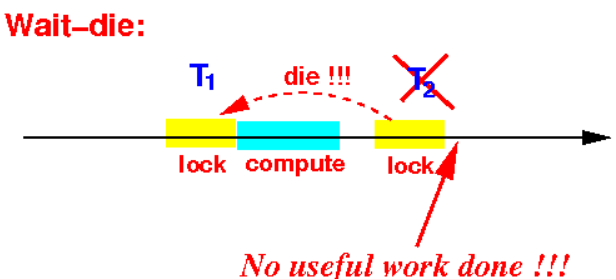 Wait–die:
T1 die !!! T2
lock compute lock
No useful work done !!!